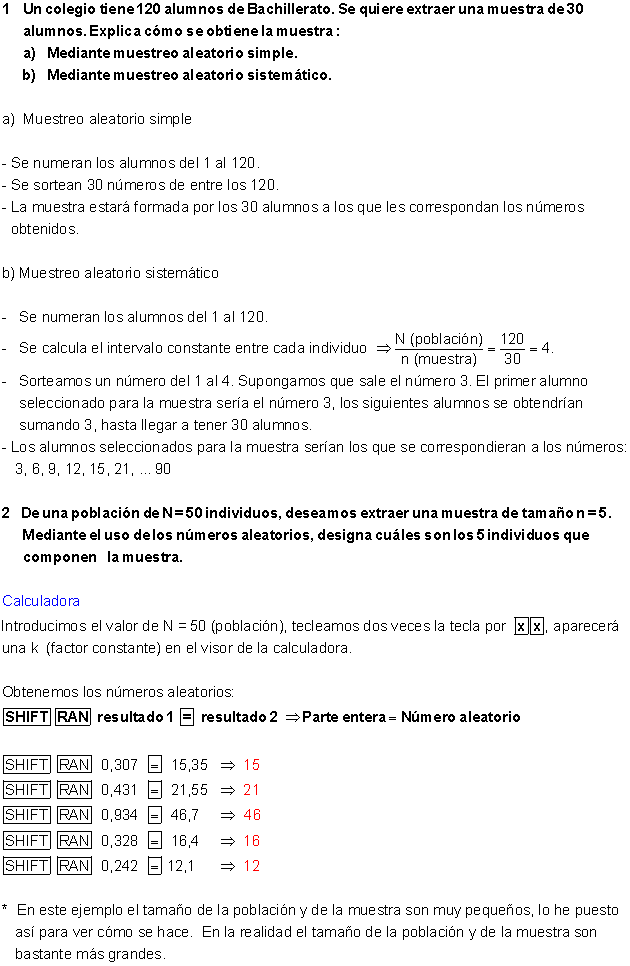 1 Un colegio tiene 120 alumnos de Bachillerato. Se quiere extraer una muestra de 30
alumnos. Explica cómo se obtiene la muestra :
a) Mediante muestreo aleatorio simple.
b) Mediante muestreo aleatorio sistemático.
a) Muestreo aleatorio simple
- Se numeran los alumnos del 1 al 120.
- Se sortean 30 números de entre los 120.
- La muestra estará formada por los 30 alumnos a los que les correspondan los números
obtenidos.
b) Muestreo aleatorio sistemático
- Se numeran los alumnos del 1 al 120.
- Se calcula el intervalo constante entre cada individuo ⇒ N (población) / n (muestra) = 120 / 30 = 4.
- Sorteamos un número del 1 al 4. Supongamos que sale el número 3. El primer alumno
seleccionado para la muestra sería el número 3, los siguientes alumnos se obtendrían
sumando 3, hasta llegar a tener 30 alumnos.
- Los alumnos seleccionados para la muestra serían los que se correspondieran a los números:
3, 6, 9, 12, 15, 21, ... 90
2 De una población de N = 50 individuos, deseamos extraer una muestra de tamaño n = 5.
Mediante el uso de los números aleatorios, designa cuáles son los 5 individuos que
componen la muestra.
Calculadora
Introducimos el valor de N = 50 (población), tecleamos dos veces la tecla por x x, aparecerá
una k (factor constante) en el visor de la calculadora.
Obtenemos los números aleatorios:
SHIFT RAN resultado 1 = resultado 2 ⇒ Parte entera = Número aleatorio
SHIFT RAN 0,307 = 15,35 ⇒ 15
SHIFT RAN 0,431 = 21,55 ⇒ 21
SHIFT RAN 0,934 = 46,7 ⇒ 46
SHIFT RAN 0,328 = 16,4 ⇒ 16
SHIFT RAN 0,242 = 12,1 ⇒ 12
* En este ejemplo el tamaño de la población y de la muestra son muy pequeños, lo he puesto
así para ver cómo se hace. En la realidad el tamaño de la población y de la muestra son
bastante más grandes.